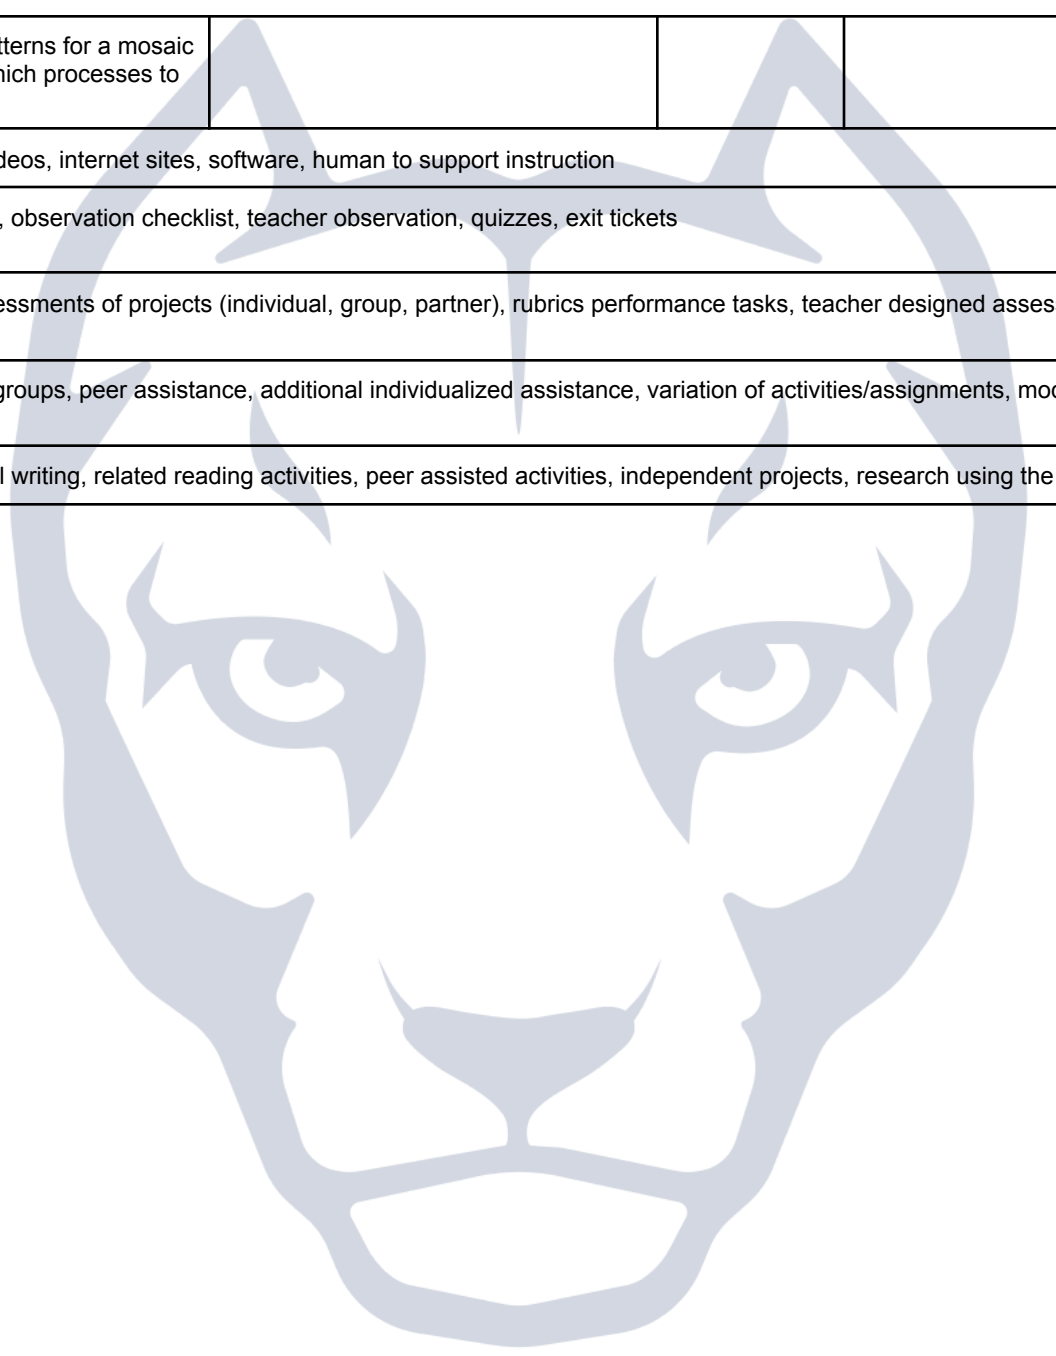 tterns for a mosaic
hich processes to
deos, internet sites, software, human to support instruction
, observation checklist, teacher observation, quizzes, exit tickets
essments of projects (individual, group, partner), rubrics performance tasks, teacher designed asses
groups, peer assistance, additional individualized assistance, variation of activities/assignments, mod
l writing, related reading activities, peer assisted activities, independent projects, research using the